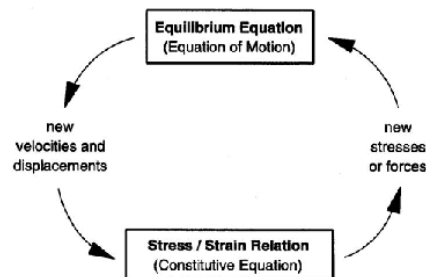 Equilibrium Equation
(Equation of Motion)
new
velocities and
displacements
new
stresses
or forces
Stress / Strain Relation
(Constitutive Equation)